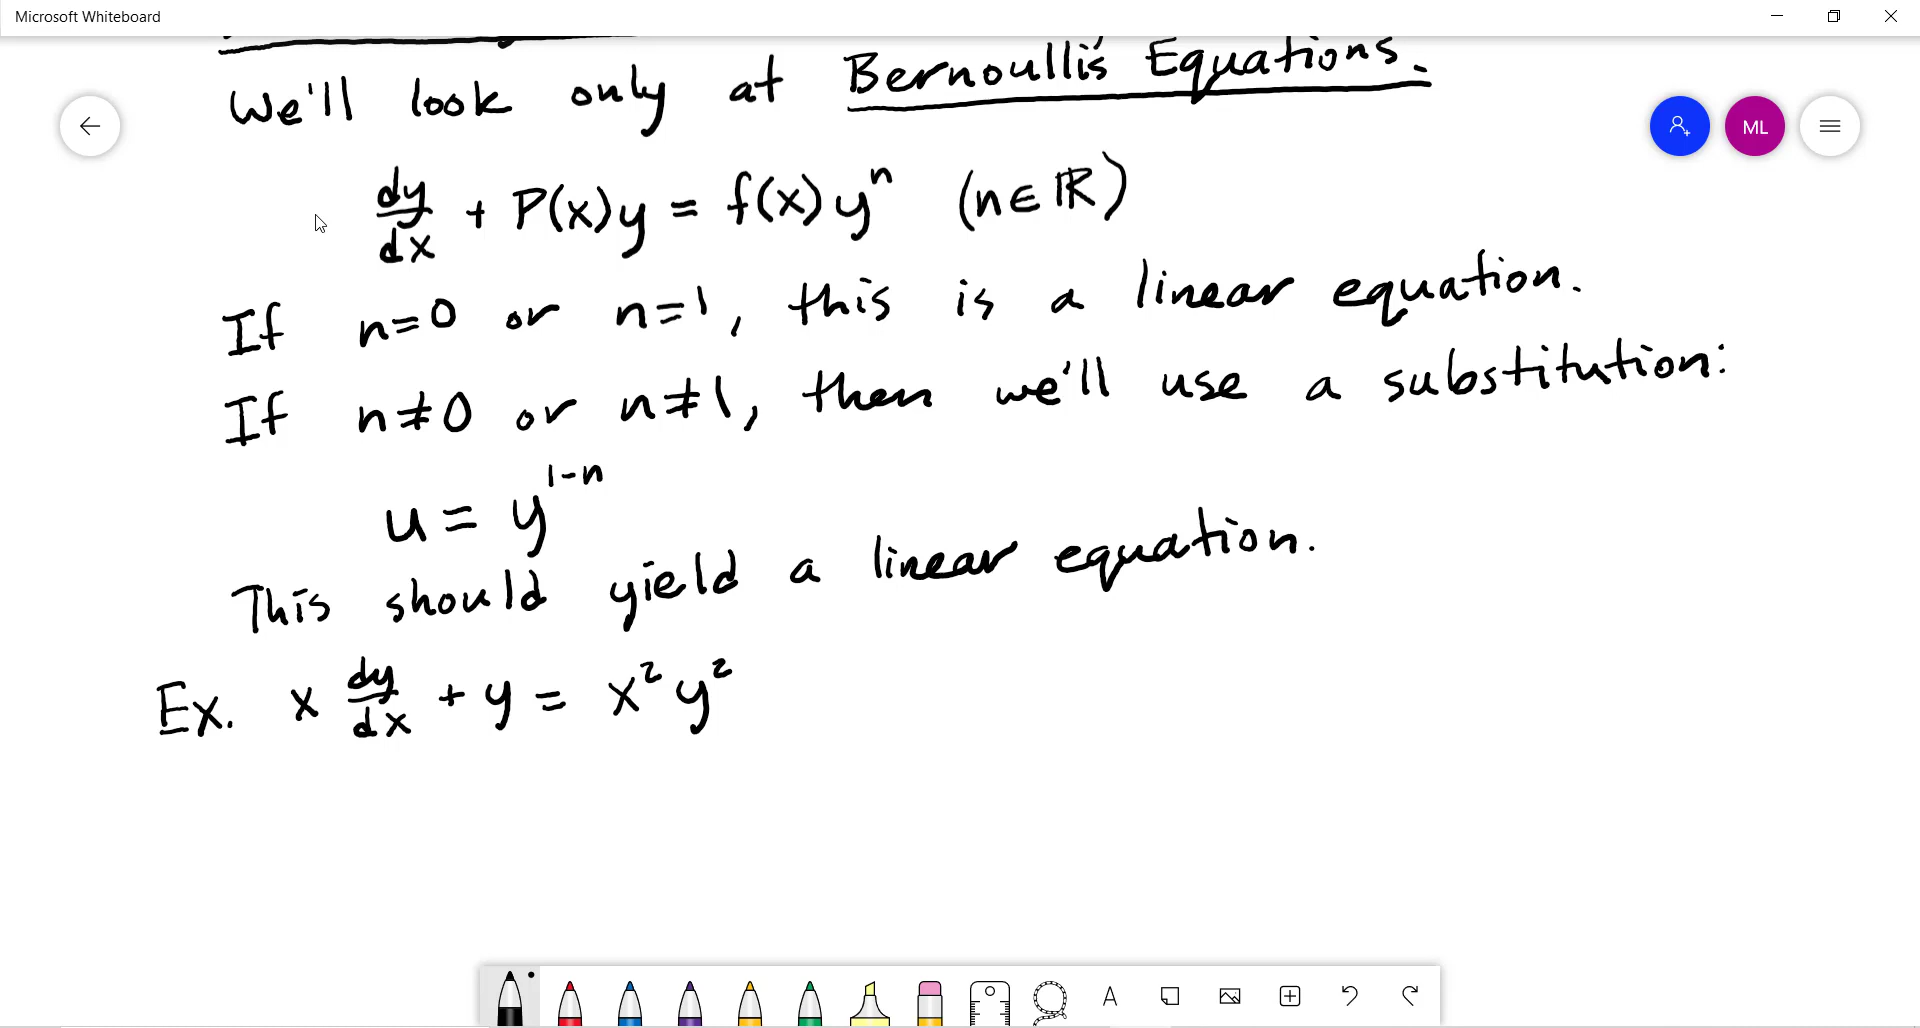 Microsoft Whiteboard
We'll look only at Bernoulli's Equations.
ML
dy/dx + P(x)y = f(x)yⁿ (n∈ℝ)
If n=0 or n=1, this is a linear equation.
If n≠0 or n≠1, then we'll use a substitution:
u = y¹⁻ⁿ
This should yield a linear equation.
Ex. x dy/dx + y = x²y²
A